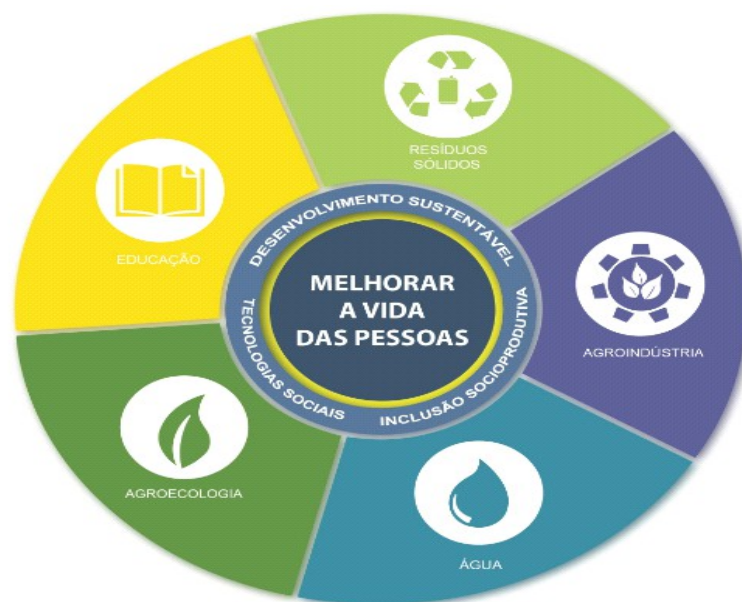 RESÍDUOS
SÓLIDOS
EDUCAÇÃO
AGROINDÚSTRIA
DESENVOLVIMENTO SUSTENTÁVEL
TECNOLOGIAS SOCIAIS
INCLUSÃO SOCIOPRODUTIVA
MELHORAR
A VIDA
DAS PESSOAS
AGROECOLOGIA
ÁGUA